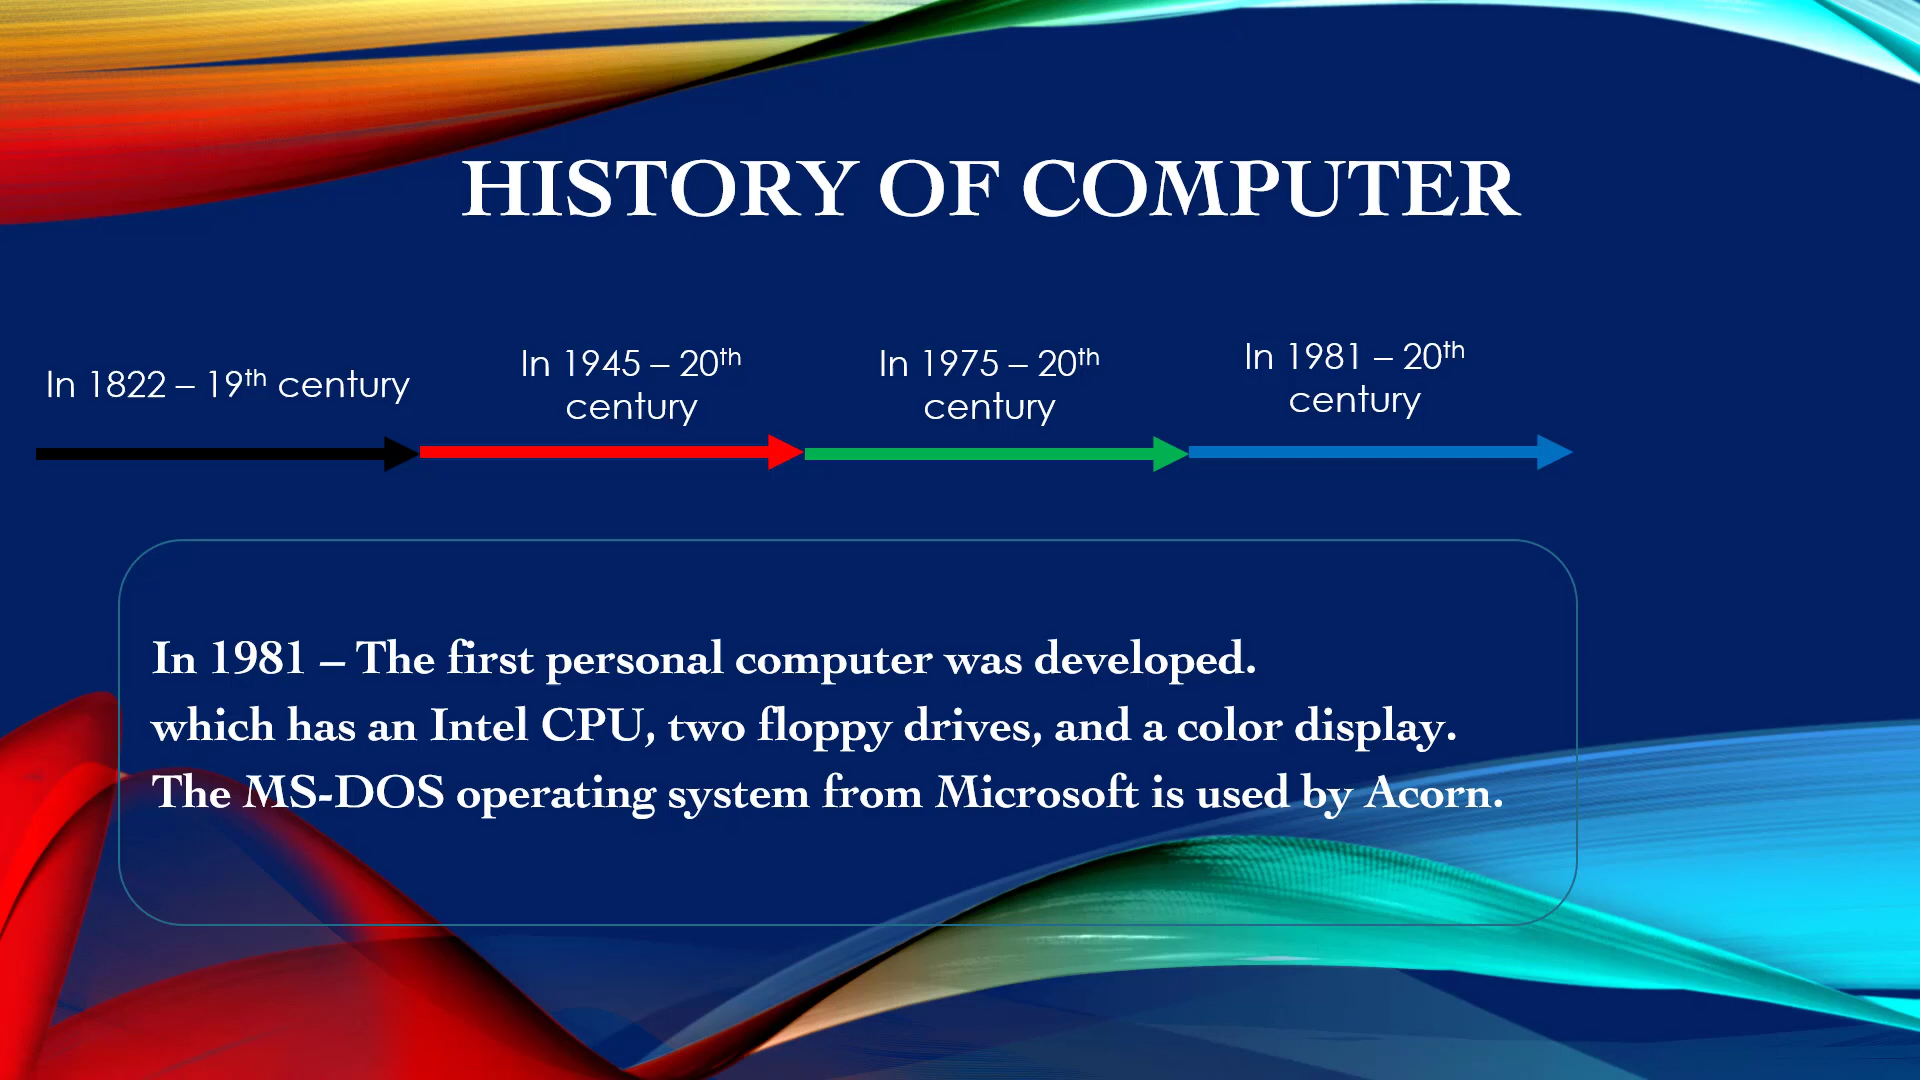 HISTORY OF COMPUTER
In 1822 – 19th century
In 1945 – 20th
century
In 1975 – 20th
century
In 1981 – 20th
century
In 1981 – The first personal computer was developed.
which has an Intel CPU, two floppy drives, and a color display.
The MS-DOS operating system from Microsoft is used by Acorn.